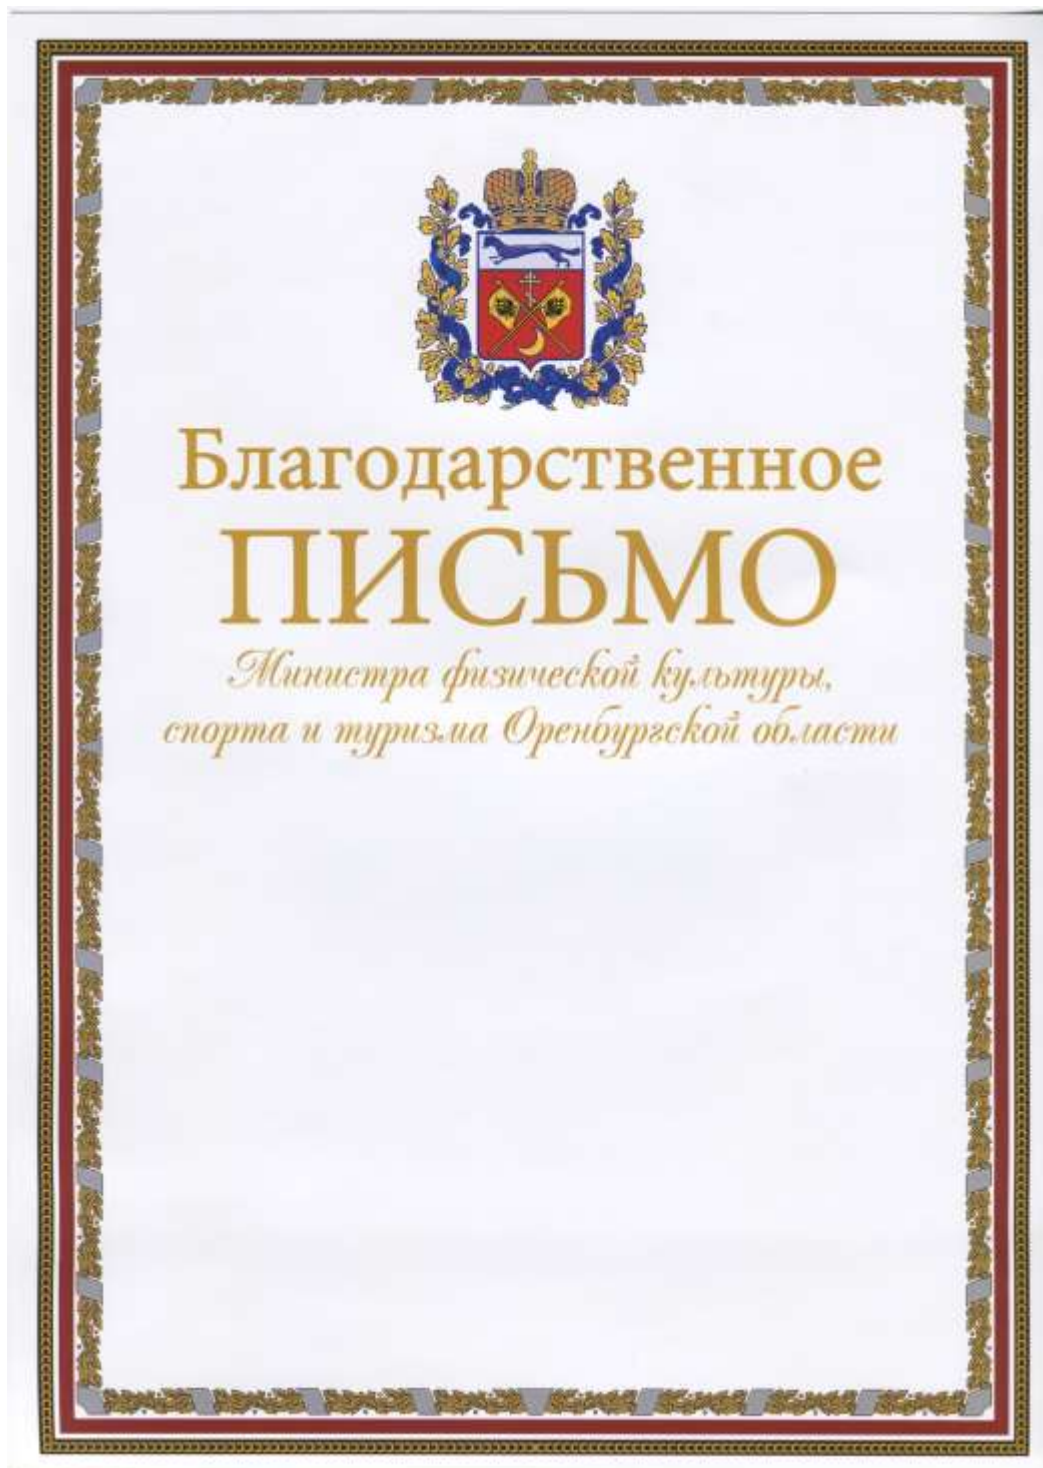 Благодарственное
ПИСЬМО
Министра физической культуры,
спорта и туризма Оренбургской области